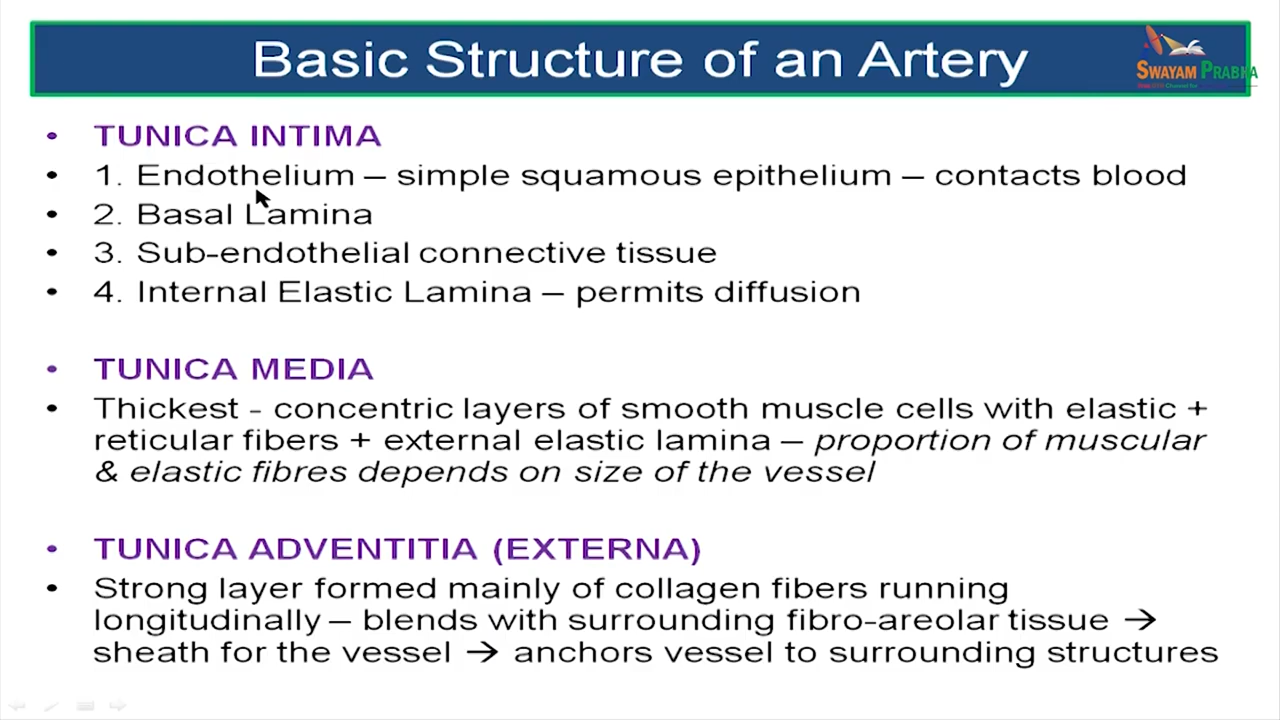 Basic Structure of an Artery
SWAYAM PRABHA
• TUNICA INTIMA
• 1. Endothelium – simple squamous epithelium – contacts blood
• 2. Basal Lamina
• 3. Sub-endothelial connective tissue
• 4. Internal Elastic Lamina – permits diffusion
• TUNICA MEDIA
• Thickest - concentric layers of smooth muscle cells with elastic +
reticular fibers + external elastic lamina – proportion of muscular
& elastic fibres depends on size of the vessel
• TUNICA ADVENTITIA (EXTERNA)
• Strong layer formed mainly of collagen fibers running
longitudinally – blends with surrounding fibro-areolar tissue →
sheath for the vessel → anchors vessel to surrounding structures